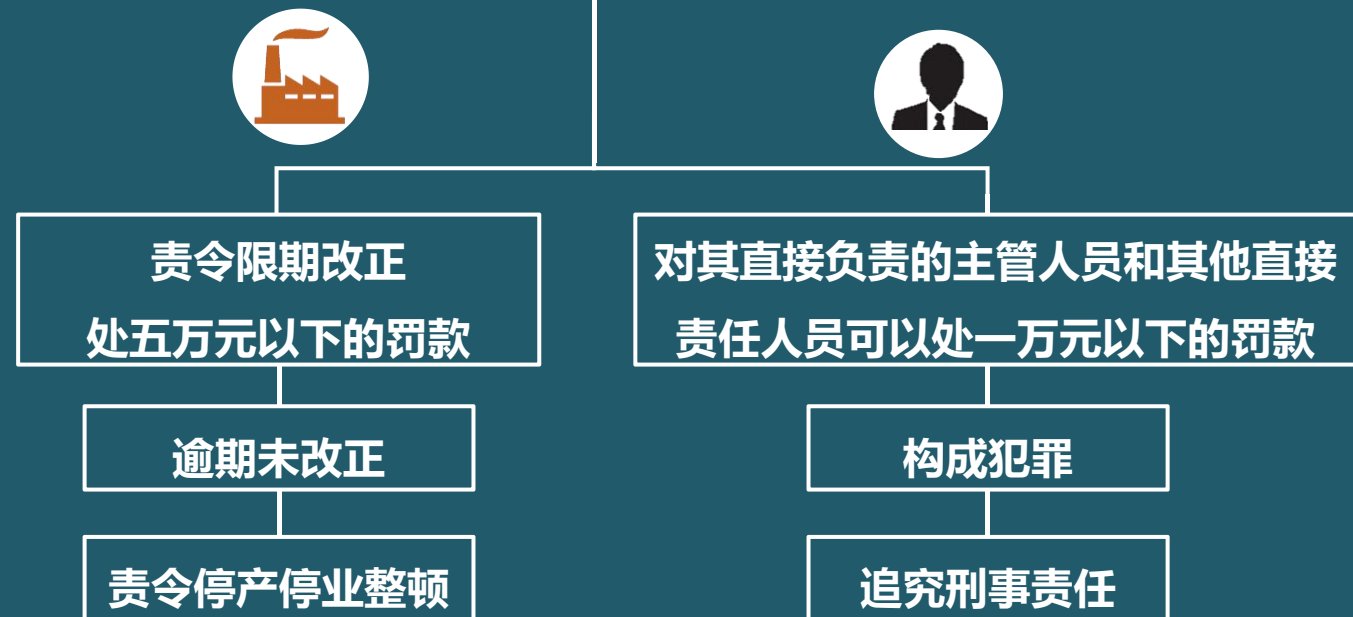 责令限期改正
处五万元以下的罚款
对其直接负责的主管人员和其他直接
责任人员可以处一万元以下的罚款
逾期未改正
构成犯罪
责令停产停业整顿
追究刑事责任